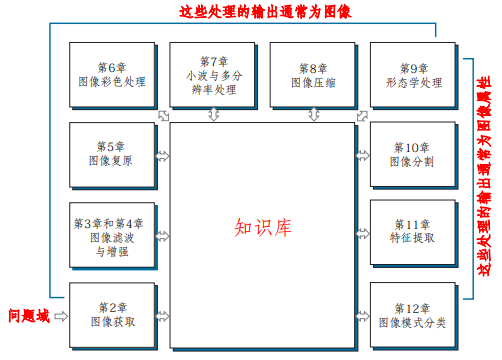 这些处理的输出通常为图像
第6章
图像彩色处理
第7章
小波与多分
辨率处理
第8章
图像压缩
第9章
形态学处理
第5章
图像复原
第10章
图像分割
这些处理的输出通常为图像属性
知识库
第3章和第4章
图像滤波
与增强
第11章
特征提取
问题域
第2章
图像获取
第12章
图像模式分类